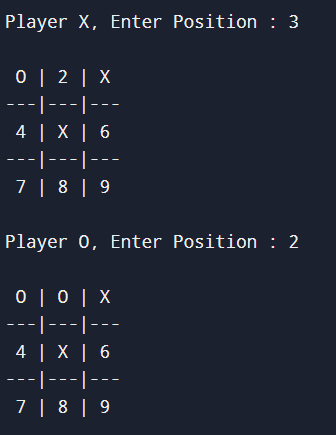 Player X, Enter Position : 3
O | 2 | X
---|---|---
4 | X | 6
---|---|---
7 | 8 | 9
Player O, Enter Position : 2
O | O | X
---|---|---
4 | X | 6
---|---|---
7 | 8 | 9